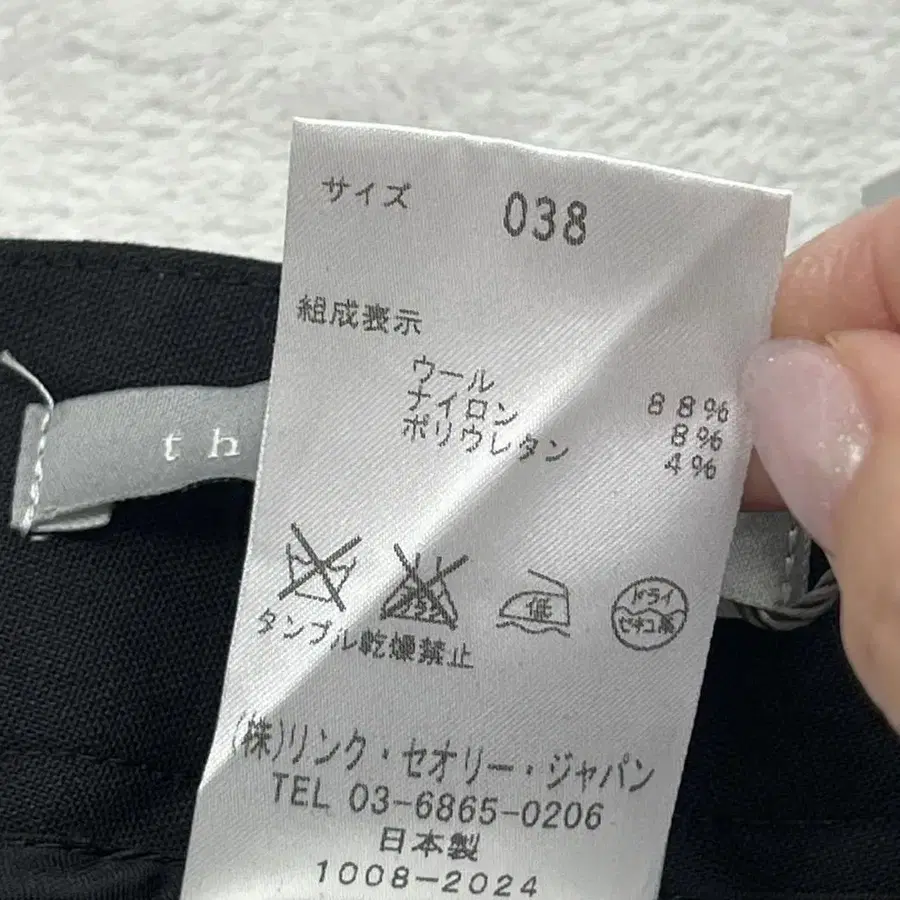 サイズ 038
組成表示
ウール 88%
ナイロン 8%
ポリウレタン 4%
th
低
ドライ
セキユ系
タンブル乾燥禁止
(株)リンク・セオリー・ジャパン
TEL 03-6865-0206
日本製
1008-2024